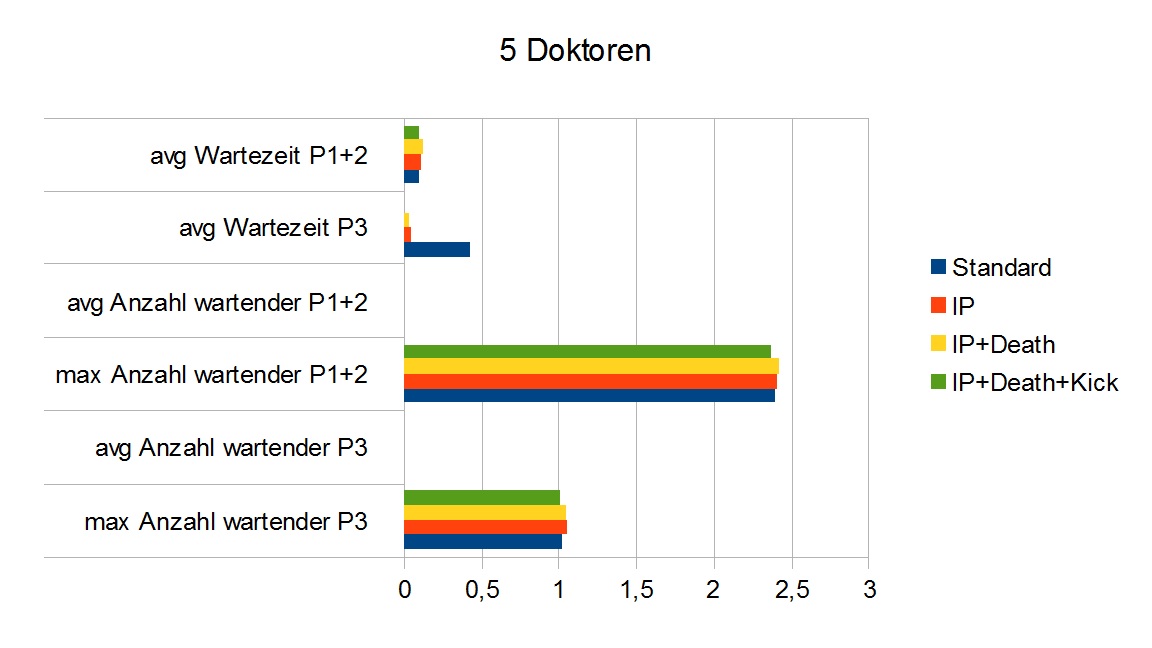 5 Doktoren
avg Wartezeit P1+2
avg Wartezeit P3
avg Anzahl wartender P1+2
max Anzahl wartender P1+2
avg Anzahl wartender P3
max Anzahl wartender P3
0 0,5 1 1,5 2 2,5 3
Standard
IP
IP+Death
IP+Death+Kick